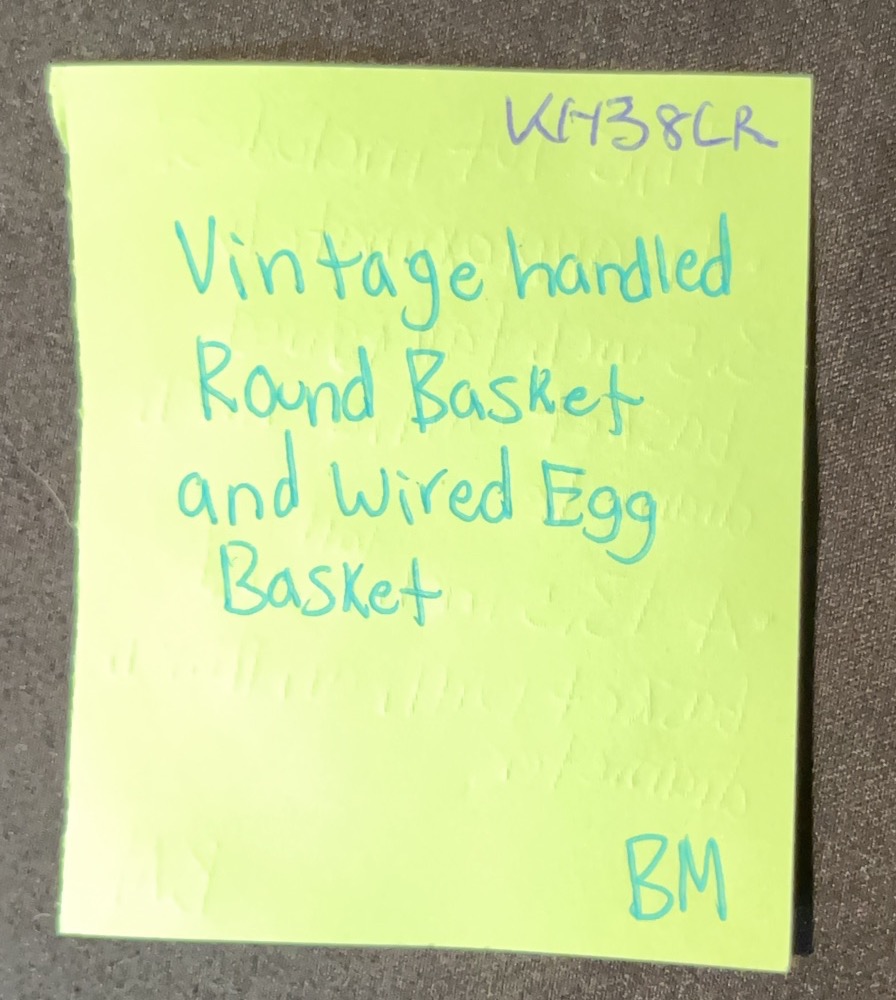 KH38CR
Vintage handled
Round Basket
and Wired Egg
Basket
BM